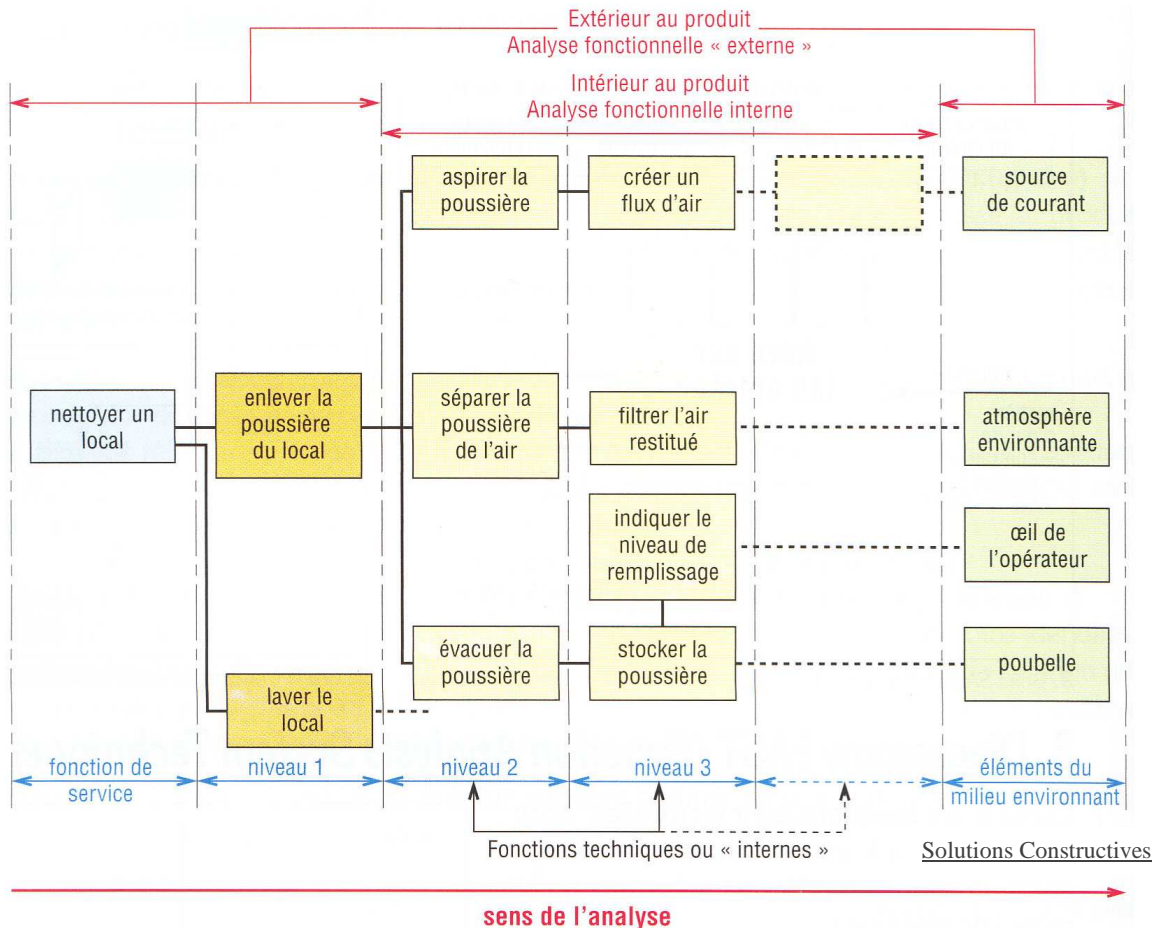 Extérieur au produit
Analyse fonctionnelle « externe »
Intérieur au produit
Analyse fonctionnelle interne
aspirer la
poussière
créer un
flux d'air
source
de courant
nettoyer un
local
enlever la
poussière
du local
séparer la
poussière
de l'air
filtrer l'air
restitué
atmosphère
environnante
indiquer le
niveau de
remplissage
œil de
l'opérateur
évacuer la
poussière
stocker la
poussière
poubelle
laver le
local
fonction de
service
niveau 1
niveau 2
niveau 3
éléments du
milieu environnant
Fonctions techniques ou « internes »
Solutions Constructives
sens de l'analyse